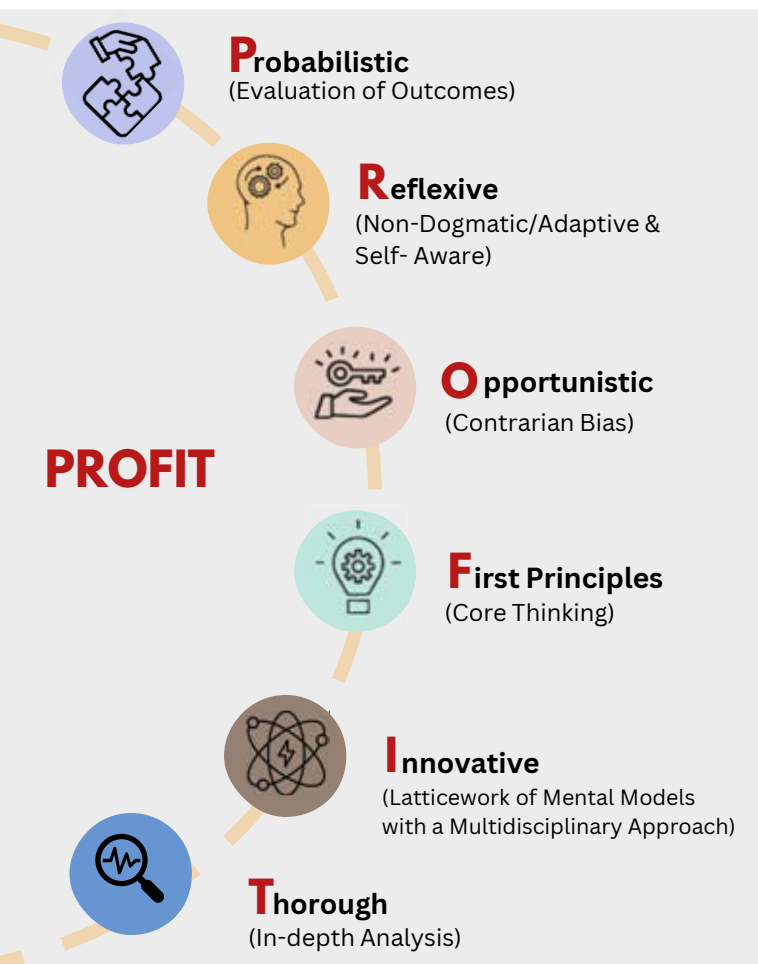 Probabilistic
(Evaluation of Outcomes)
Reflexive
(Non-Dogmatic/Adaptive &
Self- Aware)
Opportunistic
(Contrarian Bias)
PROFIT
First Principles
(Core Thinking)
Innovative
(Latticework of Mental Models
with a Multidisciplinary Approach)
Thorough
(In-depth Analysis)